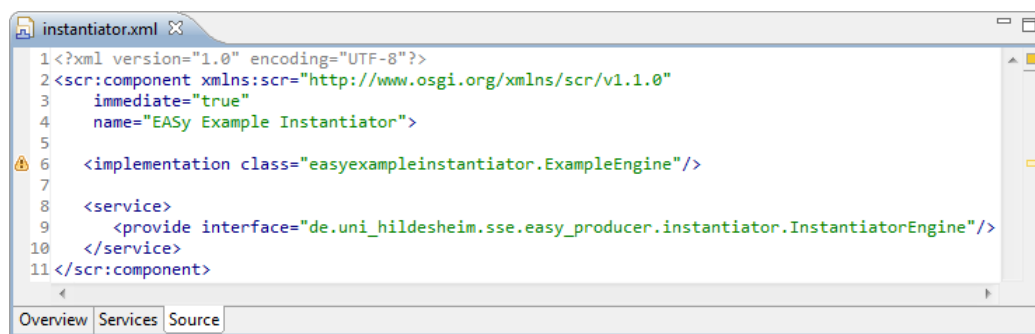 instantiator.xml
1 <?xml version="1.0" encoding="UTF-8"?>
2 <scr:component xmlns:scr="http://www.osgi.org/xmlns/scr/v1.1.0"
3 immediate="true"
4 name="EASy Example Instantiator">
5
6 <implementation class="easyexampleinstantiator.ExampleEngine"/>
7
8 <service>
9 <provide interface="de.uni_hildesheim.sse.easy_producer.instantiator.InstantiatorEngine"/>
10 </service>
11 </scr:component>
Overview Services Source